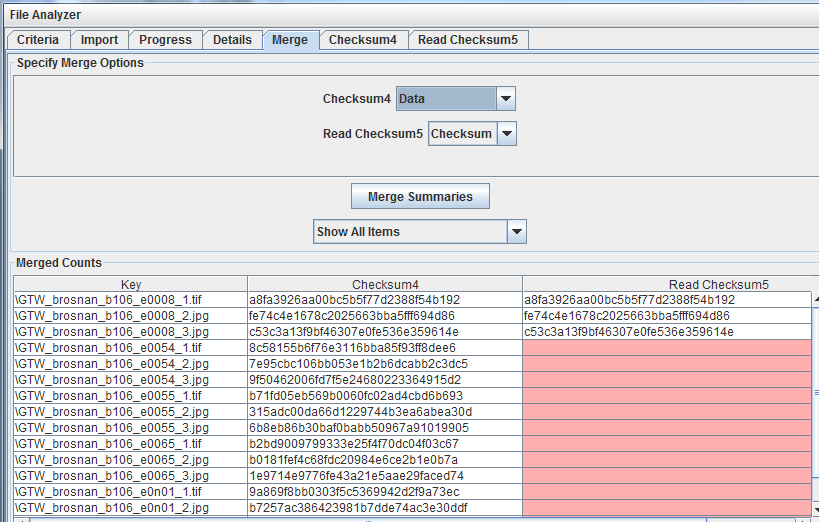 File Analyzer
Criteria Import Progress Details Merge Checksum4 Read Checksum5
Specify Merge Options
Checksum4 Data
Read Checksum5 Checksum
Merge Summaries
Show All Items
Merged Counts
Key Checksum4 Read Checksum5
\GTW_brosnan_b106_e0008_1.tif a8fa3926aa00bc5b5f77d2388f54b192 a8fa3926aa00bc5b5f77d2388f54b192
\GTW_brosnan_b106_e0008_2.jpg fe74c4e1678c2025663bba5fff694d86 fe74c4e1678c2025663bba5fff694d86
\GTW_brosnan_b106_e0008_3.jpg c53c3a13f9bf46307e0fe536e359614e c53c3a13f9bf46307e0fe536e359614e
\GTW_brosnan_b106_e0054_1.tif 8c58155b6f76e3116bba85f93ff8dee6
\GTW_brosnan_b106_e0054_2.jpg 7e95cbc106bb053e1b2b6dcabb2c3dc5
\GTW_brosnan_b106_e0054_3.jpg 9f50462006fd7f5e24680223364915d2
\GTW_brosnan_b106_e0055_1.tif b71fd05eb569b0060fc02ad4cbd6b693
\GTW_brosnan_b106_e0055_2.jpg 315adc00da66d1229744b3ea6abea30d
\GTW_brosnan_b106_e0055_3.jpg 6b8eb86b30baf0babb50967a91019905
\GTW_brosnan_b106_e0065_1.tif b2bd9009799333e25f4f70dc04f03c67
\GTW_brosnan_b106_e0065_2.jpg b0181fef4c68fdc20984e6ce2b1e0b7a
\GTW_brosnan_b106_e0065_3.jpg 1e9714e9776fe43a21e5aae29faced74
\GTW_brosnan_b106_e0n01_1.tif 9a869f8bb0303f5c5369942d2f9a73ec
\GTW_brosnan_b106_e0n01_2.jpg b7257ac386423981b7dde74ac3e30ddf